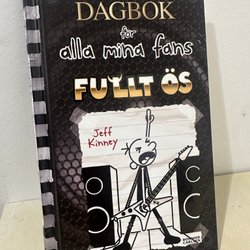 DAGBOK
för
alla mina fans
FULLT ÖS
Jeff
Kinney